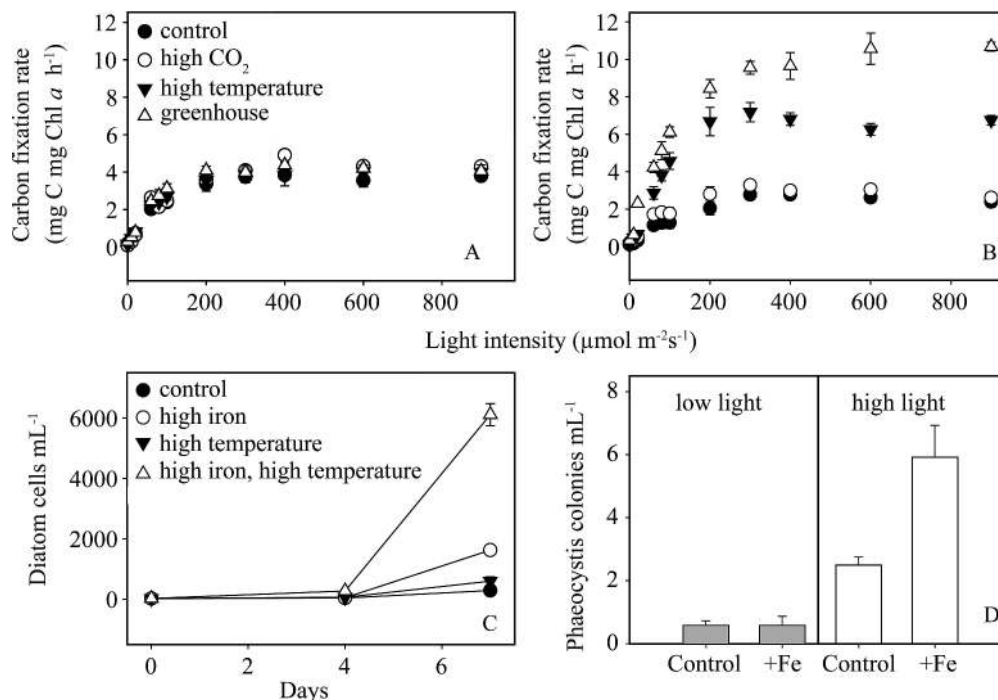 Carbon fixation rate
(mg C mg Chl a h⁻¹)
12
10
8
6
4
2
0
control
high CO₂
high temperature
greenhouse
A
0 200 400 600 800
Carbon fixation rate
(mg C mg Chl a h⁻¹)
12
10
8
6
4
2
0
B
0 200 400 600 800
Light intensity (µmol m⁻²s⁻¹)
Diatom cells mL⁻¹
6000
4000
2000
0
control
high iron
high temperature
high iron, high temperature
C
0 4 6
Days
Phaeocystis colonies mL⁻¹
8
6
4
2
0
low light
high light
D
Control +Fe Control +Fe